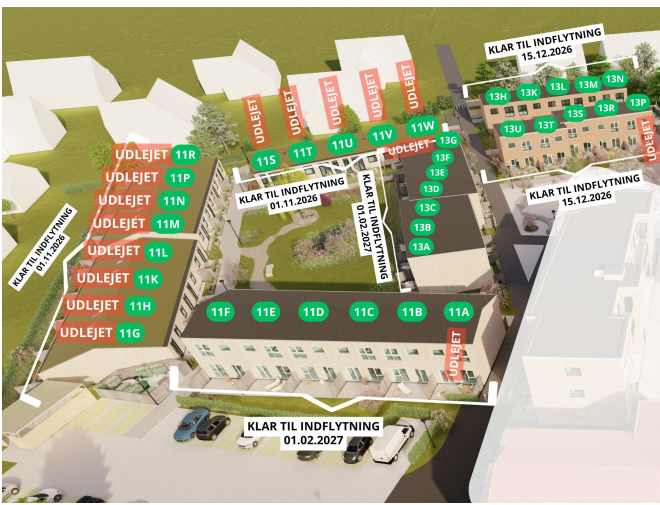 KLAR TIL INDFLYTNING
15.12.2026
13H
13K
13L
13M
13N
13U
13T
13S
13R
13P
UDLEJET
UDLEJET
UDLEJET
UDLEJET
UDLEJET
UDLEJET
11S
11T
11U
11V
11W
UDLEJET
13G
13F
13E
13D
13C
13B
13A
KLAR TIL INDFLYTNING
15.12.2026
KLAR TIL INDFLYTNING
01.11.2026
KLAR TIL INDFLYTNING
01.02.2027
UDLEJET 11R
UDLEJET 11P
UDLEJET 11N
UDLEJET 11M
UDLEJET 11L
UDLEJET 11K
UDLEJET 11H
UDLEJET 11G
KLAR TIL INDFLYTNING
01.11.2026
11F
11E
11D
11C
11B
11A
UDLEJET
KLAR TIL INDFLYTNING
01.02.2027